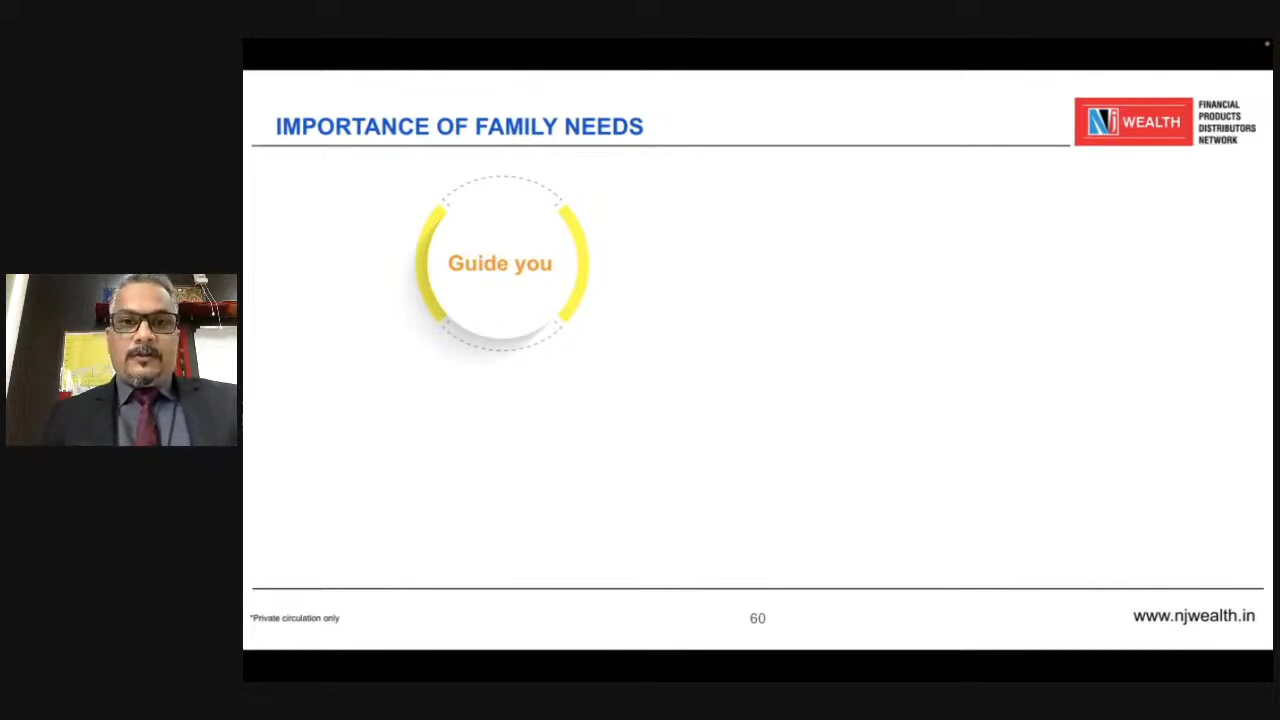 IMPORTANCE OF FAMILY NEEDS
Nj WEALTH
FINANCIAL
PRODUCTS
DISTRIBUTORS
NETWORK
Guide you
*Private circulation only
60
www.njwealth.in